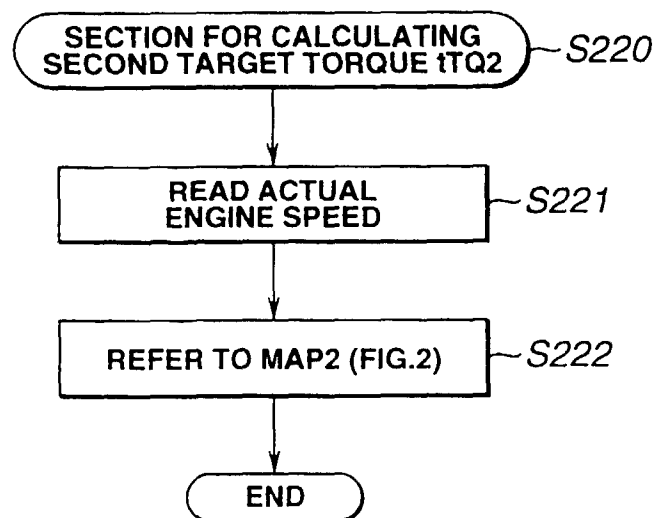 SECTION FOR CALCULATING
SECOND TARGET TORQUE tTQ2
S220
READ ACTUAL
ENGINE SPEED
S221
REFER TO MAP2 (FIG.2)
S222
END